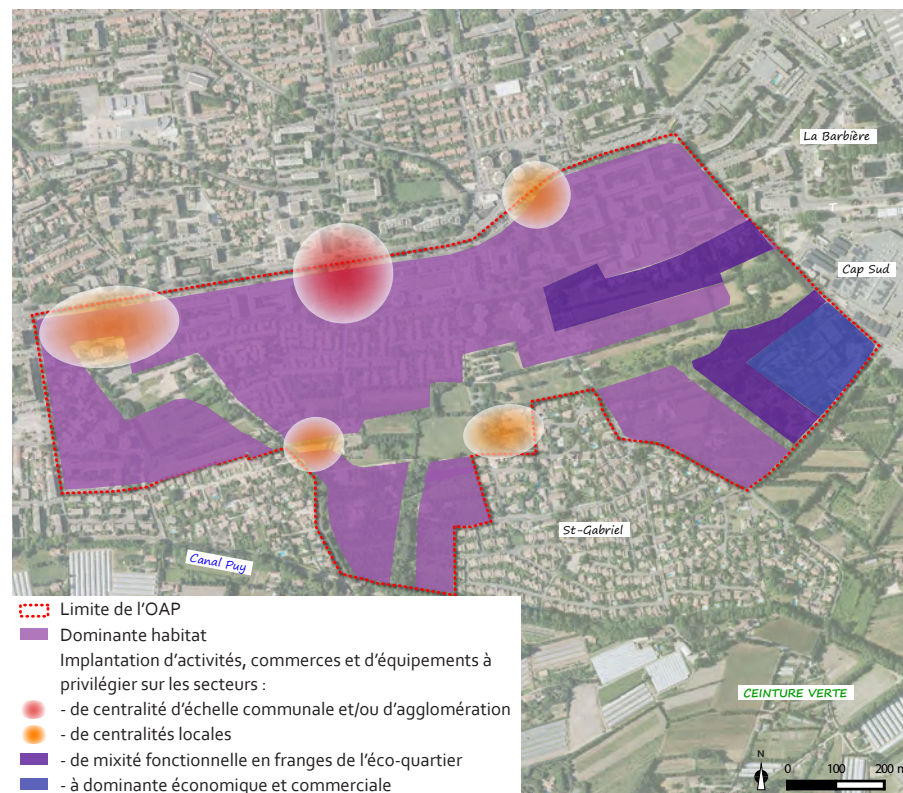 La Barbière
Cap Sud
St-Gabriel
Canal Puy
Limite de l'OAP
Dominante habitat
Implantation d'activités, commerces et d'équipements à
privilégier sur les secteurs :
- de centralité d'échelle communale et/ou d'agglomération
- de centralités locales
- de mixité fonctionnelle en franges de l'éco-quartier
- à dominante économique et commerciale
CEINTURE VERTE
N
0 100 200 m